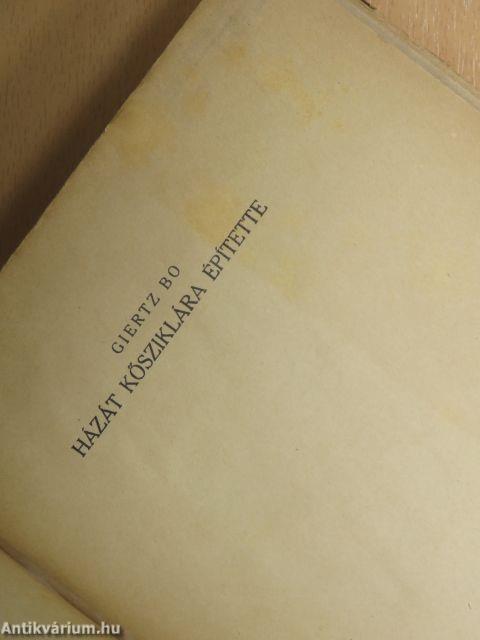 GIERTZ BO
HÁZÁT KŐSZIKLÁRA ÉPÍTETTE
Antikvárium.hu